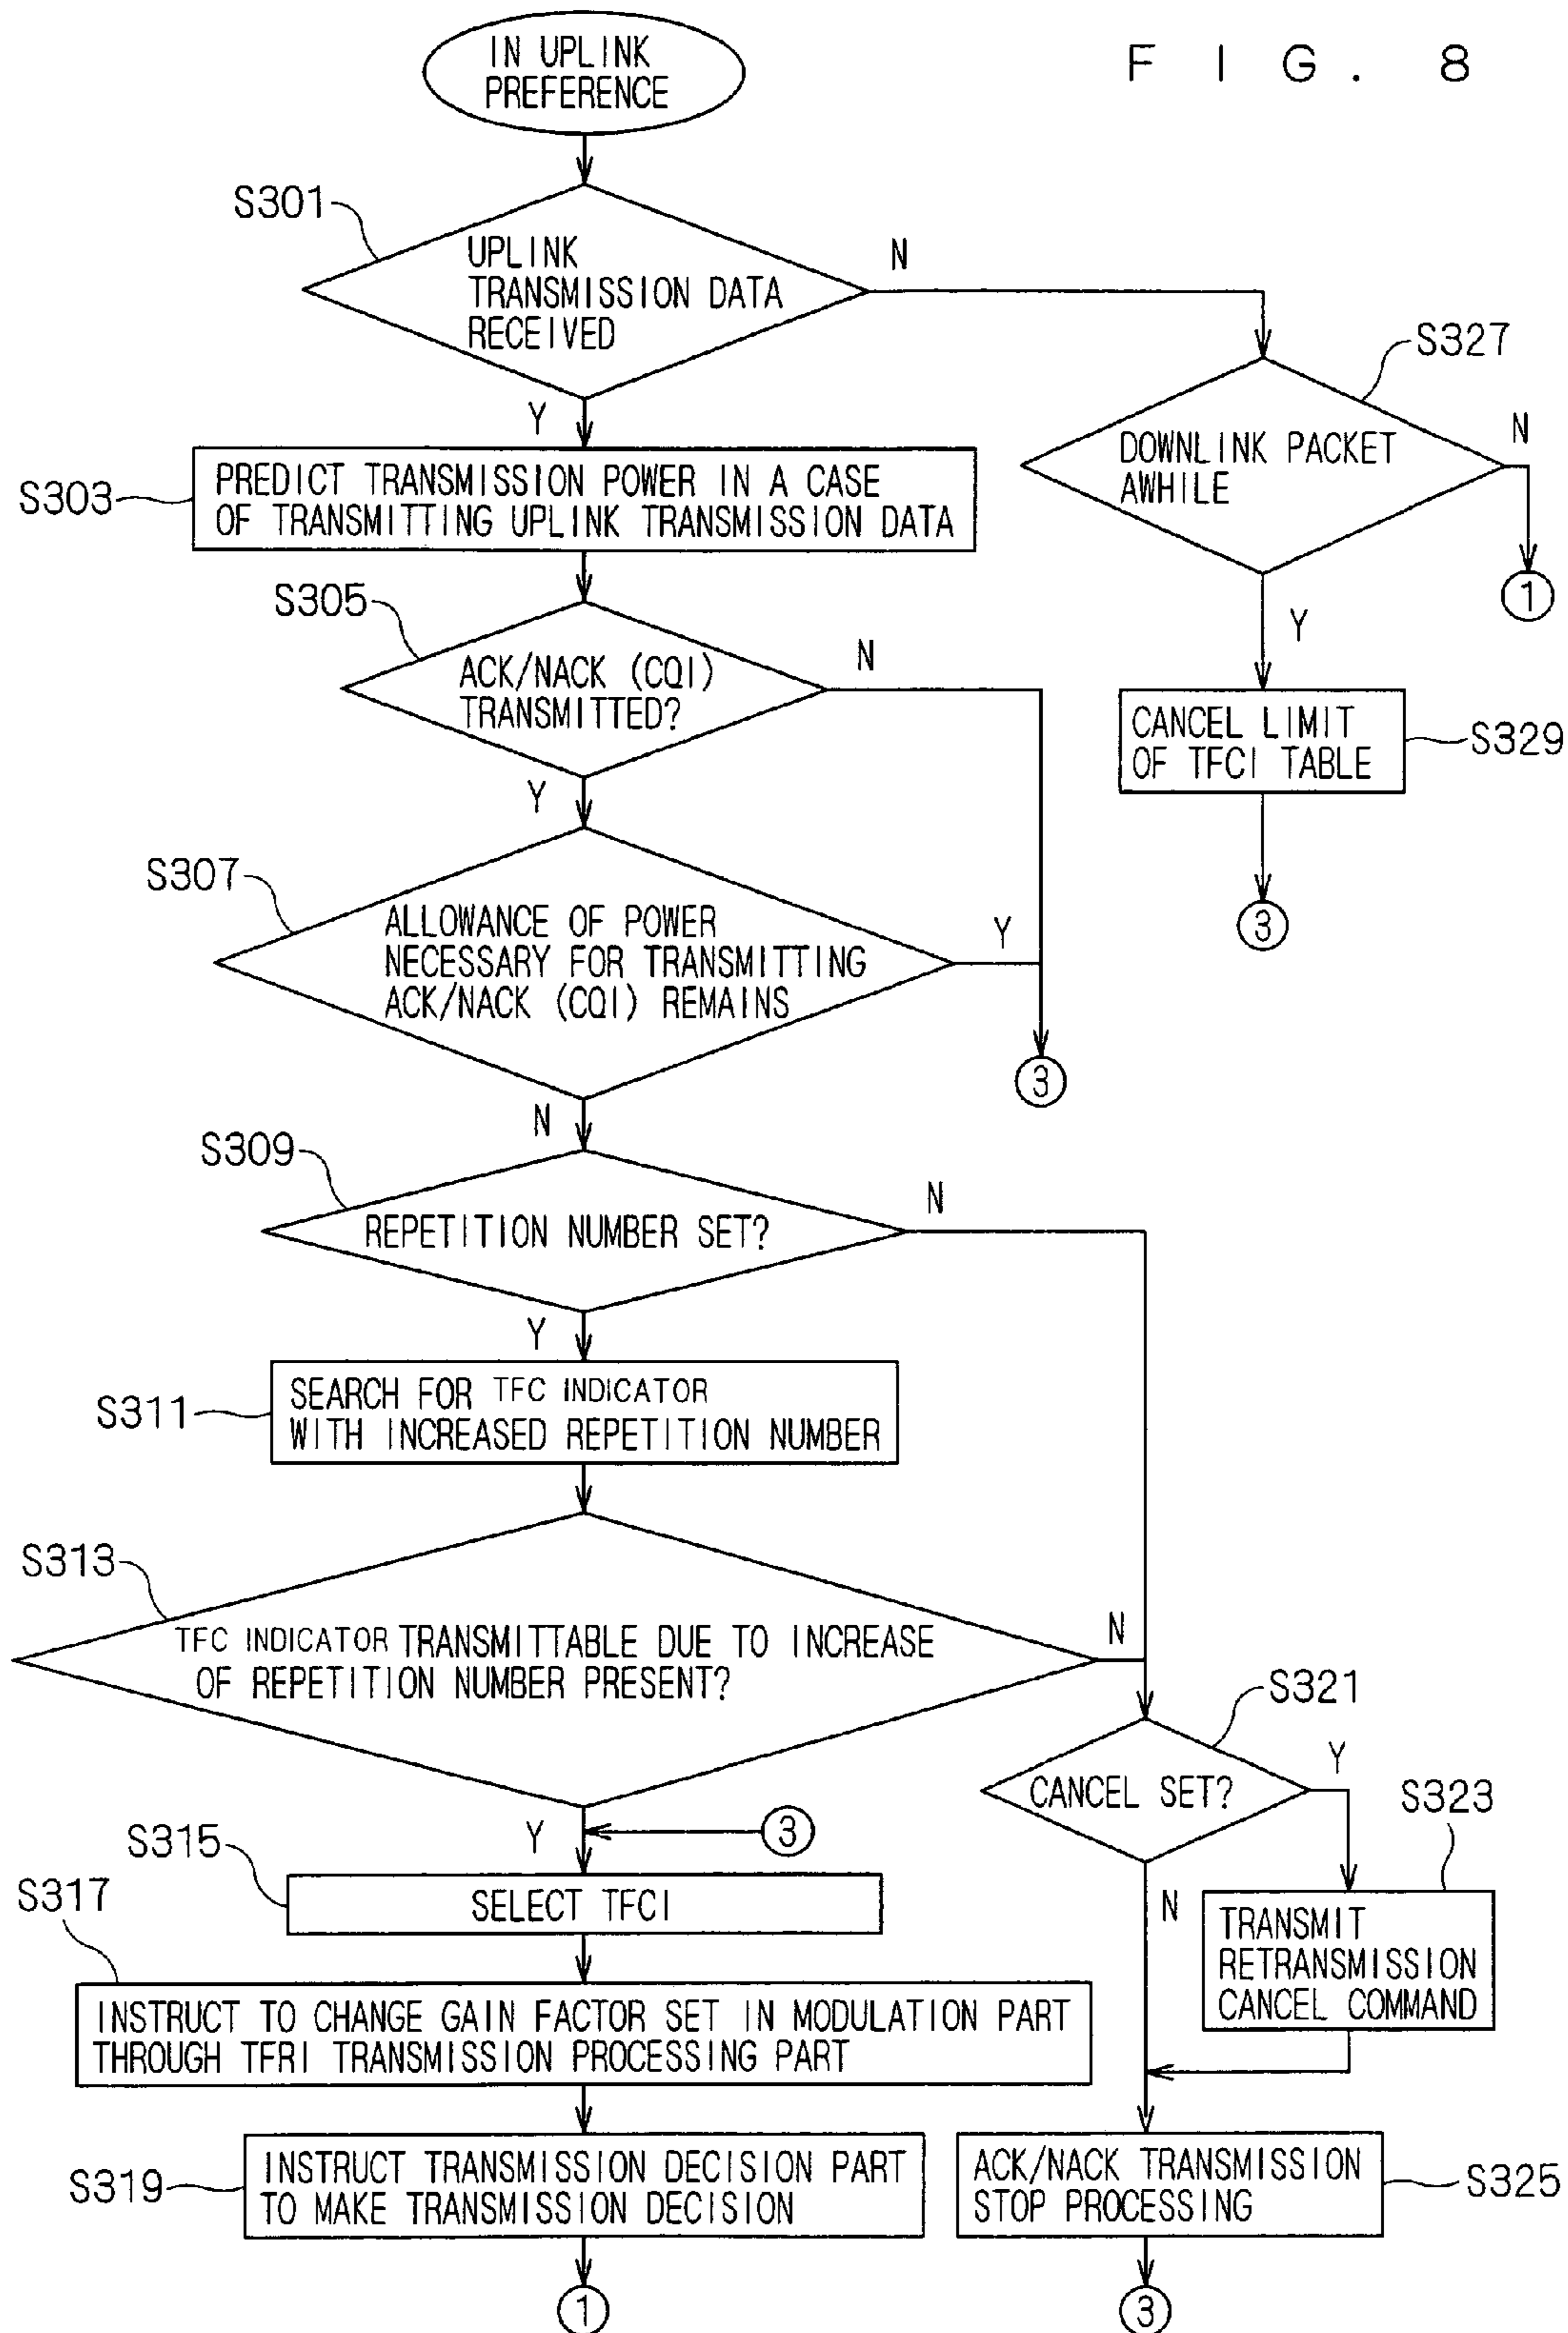 IN UPLINK
PREFERENCE
FIG. 8
S301
UPLINK
TRANSMISSION DATA
RECEIVED
N
S327
DOWNLINK PACKET
AWHILE
N
1
Y
Y
S303
PREDICT TRANSMISSION POWER IN A CASE
OF TRANSMITTING UPLINK TRANSMISSION DATA
S305
ACK/NACK (CQI)
TRANSMITTED?
N
Y
CANCEL LIMIT
OF TFCI TABLE
S329
3
S307
ALLOWANCE OF POWER
NECESSARY FOR TRANSMITTING
ACK/NACK (CQI) REMAINS
Y
3
N
S309
REPETITION NUMBER SET?
N
Y
S311
SEARCH FOR TFC INDICATOR
WITH INCREASED REPETITION NUMBER
S313
TFC INDICATOR TRANSMITTABLE DUE TO INCREASE
OF REPETITION NUMBER PRESENT?
N
S321
CANCEL SET?
Y
S323
TRANSMIT
RETRANSMISSION
CANCEL COMMAND
N
Y
3
S315
SELECT TFCI
S317
INSTRUCT TO CHANGE GAIN FACTOR SET IN MODULATION PART
THROUGH TFRI TRANSMISSION PROCESSING PART
S319
INSTRUCT TRANSMISSION DECISION PART
TO MAKE TRANSMISSION DECISION
ACK/NACK TRANSMISSION
STOP PROCESSING
S325
1
3